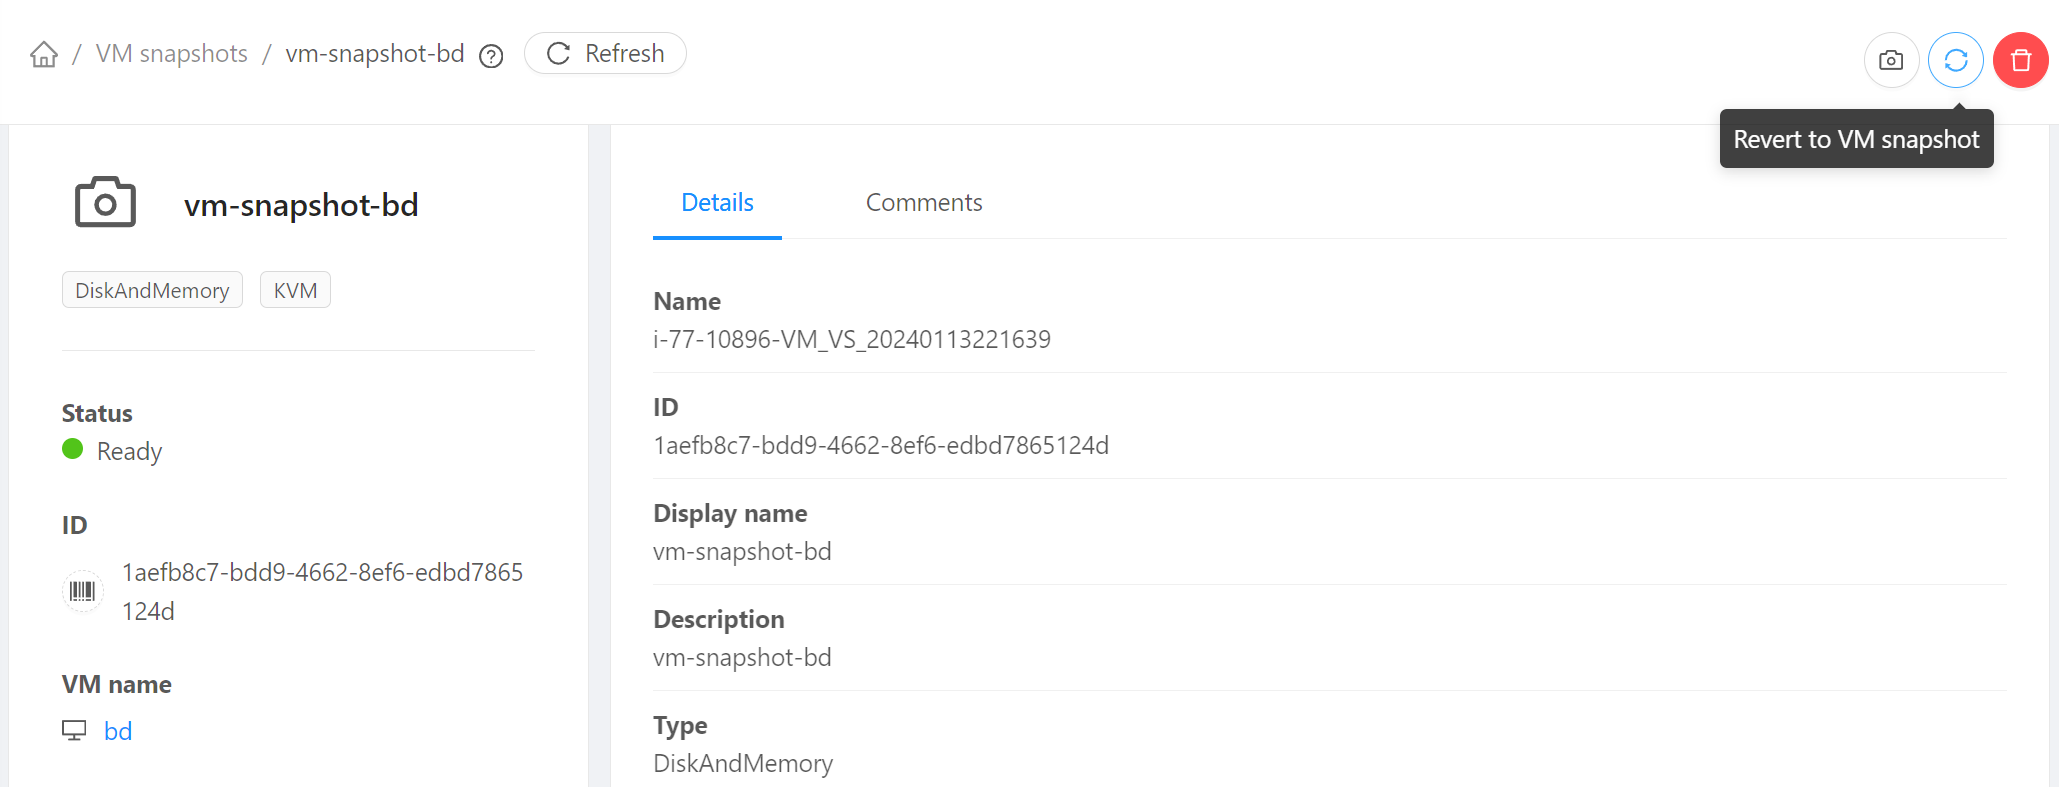 / VM snapshots / vm-snapshot-bd ? Refresh
Revert to VM snapshot
vm-snapshot-bd
DiskAndMemory KVM
Status
Ready
ID
1aefb8c7-bdd9-4662-8ef6-edbd7865
124d
VM name
bd
Details Comments
Name
i-77-10896-VM_VS_20240113221639
ID
1aefb8c7-bdd9-4662-8ef6-edbd7865124d
Display name
vm-snapshot-bd
Description
vm-snapshot-bd
Type
DiskAndMemory